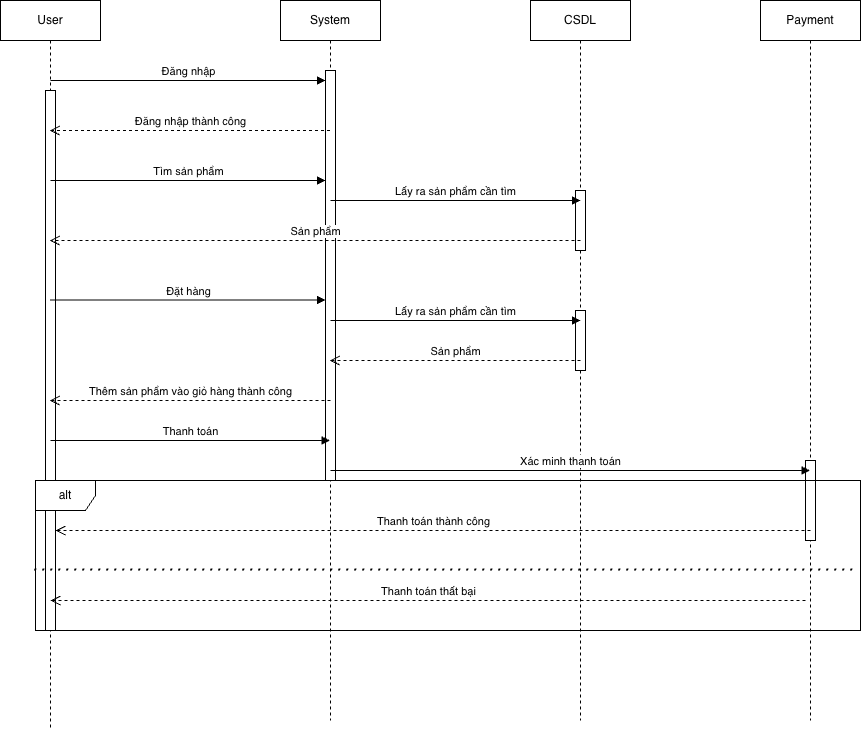 User
System
CSDL
Payment
Đăng nhập
Đăng nhập thành công
Tìm sản phẩm
Lấy ra sản phẩm cần tìm
Sản phẩm
Đặt hàng
Lấy ra sản phẩm cần tìm
Sản phẩm
Thêm sản phẩm vào giỏ hàng thành công
Thanh toán
Xác minh thanh toán
alt
Thanh toán thành công
Thanh toán thất bại